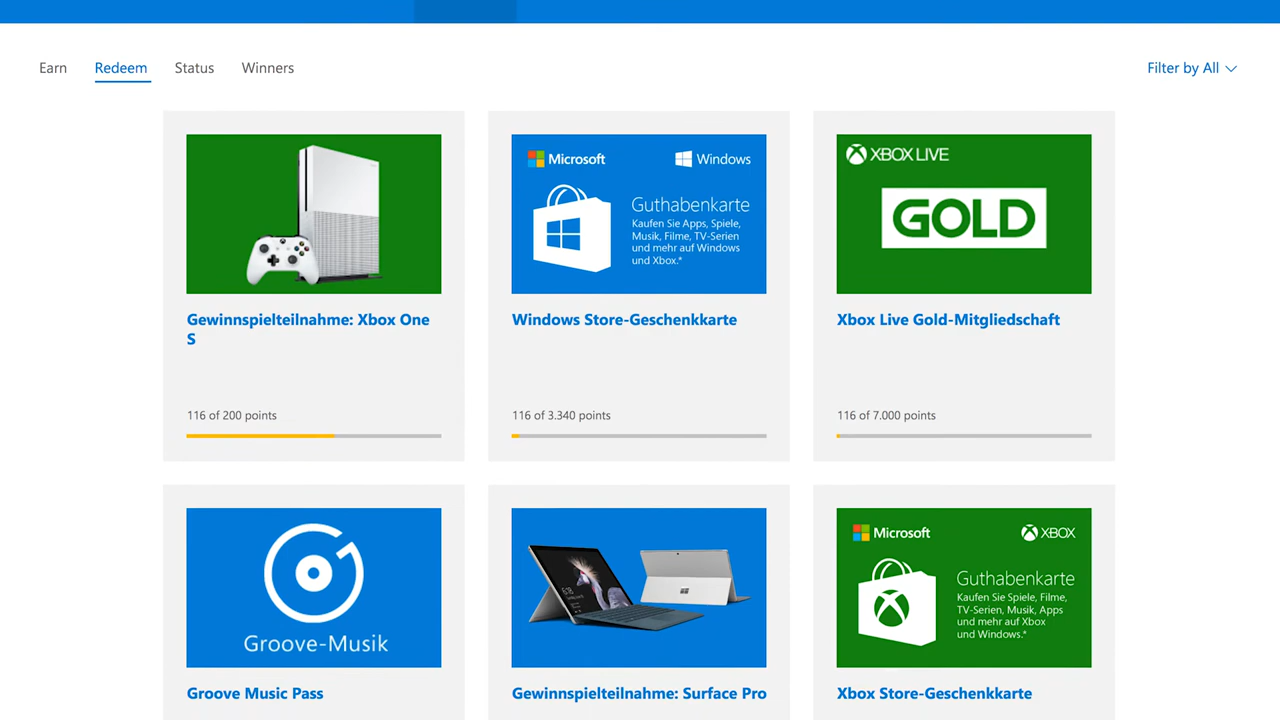 Earn Redeem Status Winners Filter by All
Microsoft Windows
Guthabenkarte
Kaufen Sie Apps, Spiele,
Musik, Filme, TV-Serien
und mehr auf Windows
und Xbox.*
XBOX LIVE
GOLD
Gewinnspielteilnahme: Xbox One
S
Windows Store-Geschenkkarte
Xbox Live Gold-Mitgliedschaft
116 of 200 points
116 of 3.340 points
116 of 7.000 points
Groove-Musik
Microsoft XBOX
Guthabenkarte
Kaufen Sie Spiele, Filme,
TV-Serien, Musik, Apps
und mehr auf Xbox
und Windows.*
Groove Music Pass
Gewinnspielteilnahme: Surface Pro
Xbox Store-Geschenkkarte